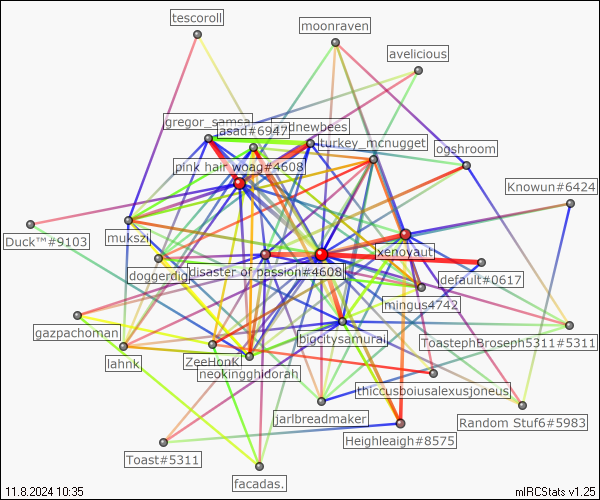 tescoroll
moonraven
avelicious
gregor_samsa
asad#6947
dnewbees
turkey_mcnugget
ogshroom
pink hair woag#4608
Knowun#6424
Duck™#9103
mukszi
xenoyaut
doggerdig
disaster of passion#4608
default#0617
mingus4742
gazpachoman
bigcitysamurai
ToastephBroseph5311#5311
lahnk
ZeeHonK
neokingghidorah
thiccusboiusalexusjoneus
jarlbreadmaker
Random Stuf6#5983
Heighleaigh#8575
Toast#5311
facadas.
11.8.2024 10:35
mIRCStats v1.25